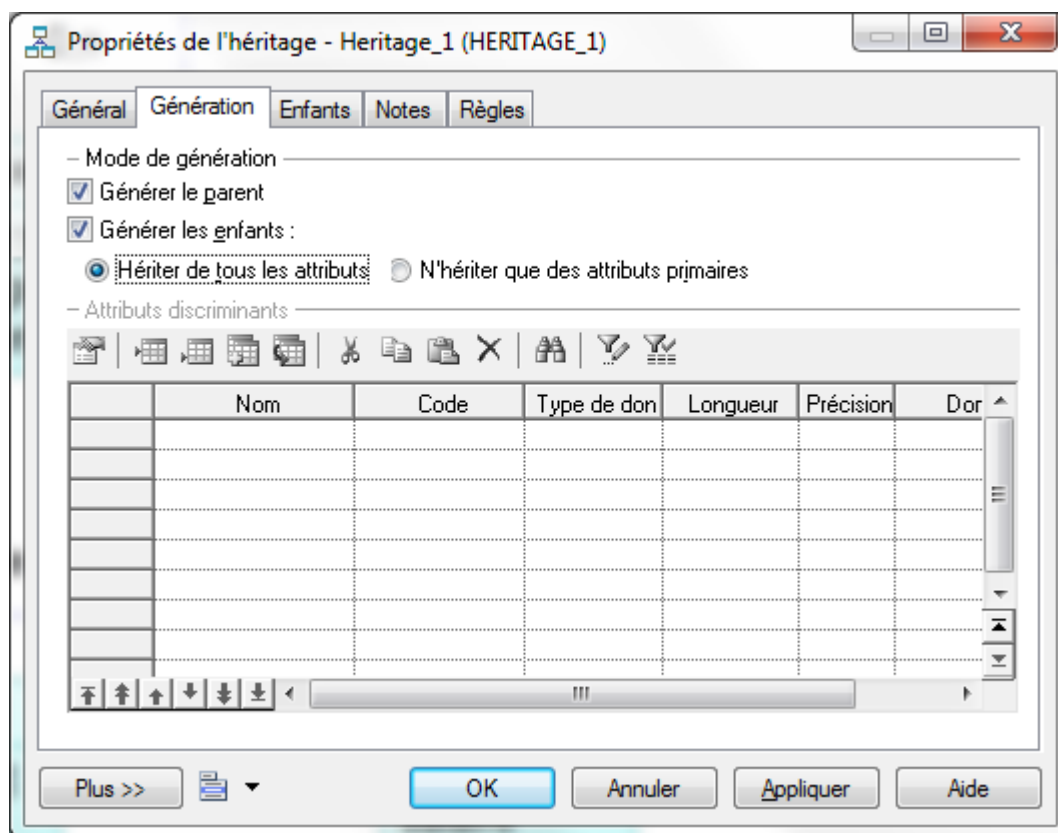 Propriétés de l'héritage - Heritage_1 (HERITAGE_1)
Général Génération Enfants Notes Règles
Mode de génération
Générer le parent
Générer les enfants :
Hériter de tous les attributs N'hériter que des attributs primaires
Attributs discriminants
Nom Code Type de don Longueur Précision Dor
Plus >> OK Annuler Appliquer Aide